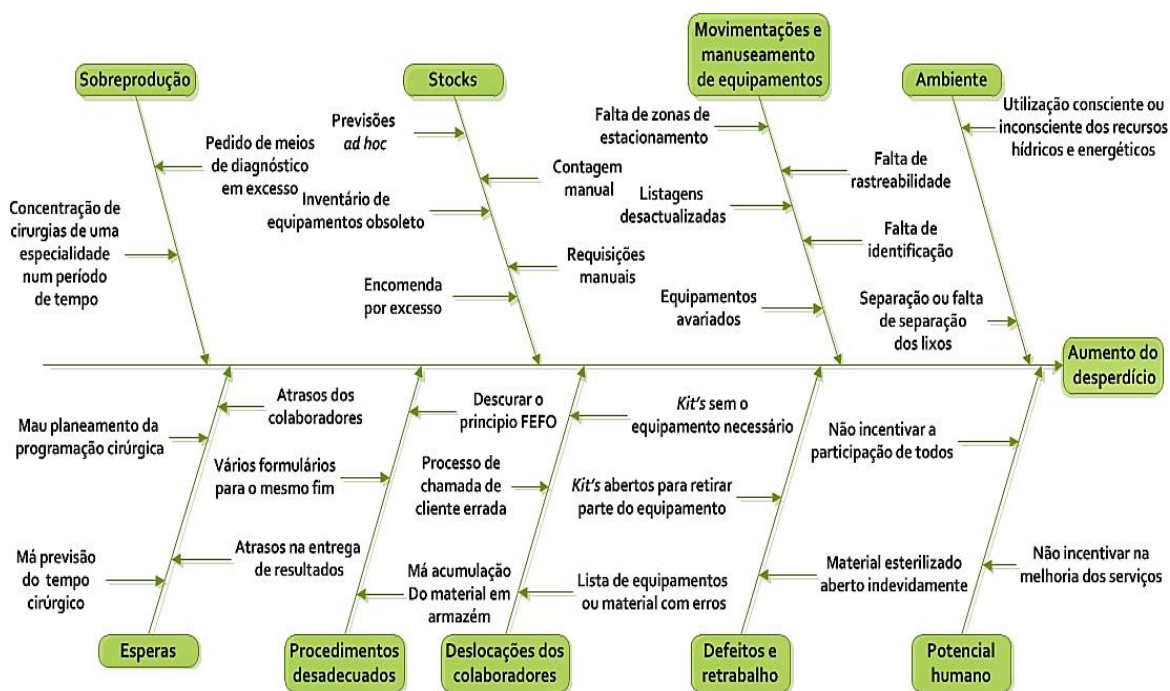 Sobreprodução
Stocks
Movimentações e
manuseamento
de equipamentos
Ambiente
Pedido de meios
de diagnóstico
em excesso
Concentração de
cirurgias de uma
especialidade
num período
de tempo
Previsões
ad hoc
Contagem
manual
Inventário de
equipamentos obsoleto
Requisições
manuais
Encomenda
por excesso
Falta de zonas de
estacionamento
Falta de
rastreabilidade
Listagens
desactualizadas
Falta de
identificação
Equipamentos
avariados
Utilização consciente ou
inconsciente dos recursos
hídricos e energéticos
Separação ou falta
de separação
dos lixos
Aumento do
desperdício
Atrasos dos
colaboradores
Mau planeamento da
programação cirúrgica
Atrasos na entrega
de resultados
Má previsão
do tempo
cirúrgico
Descurar o
principio FEFO
Vários formulários
para o mesmo fim
Má acumulação
Do material em
armazém
Kit's sem o
equipamento necessário
Processo de
chamada de
cliente errada
Lista de equipamentos
ou material com erros
Kit's abertos para retirar
parte do equipamento
Material esterilizado
aberto indevidamente
Não incentivar a
participação de todos
Não incentivar na
melhoria dos serviços
Esperas
Procedimentos
desadecuados
Deslocações dos
colaboradores
Defeitos e
retrabalho
Potencial
humano